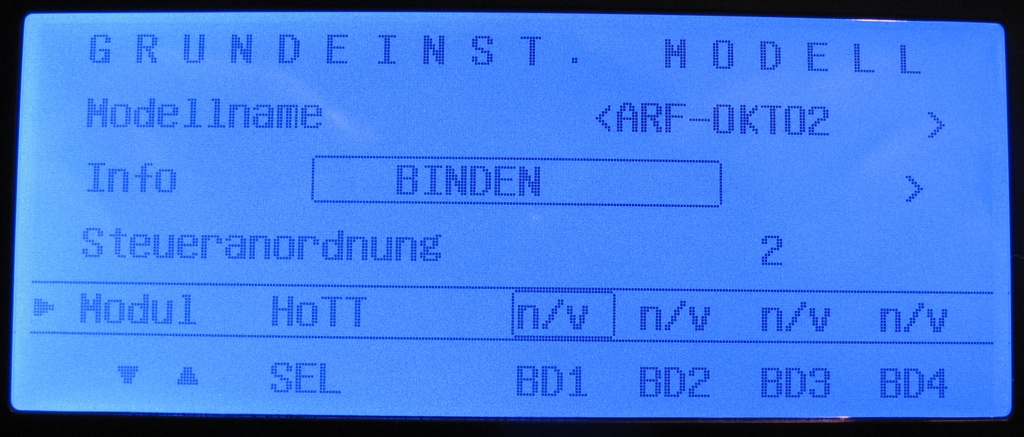 GRUNDEINST. MODELL
Modellname <ARF-OKTO2 >
Info BINDEN >
Steueranordnung 2
► Modul HoTT n/v n/v n/v n/v
▼ ▲ SEL BD1 BD2 BD3 BD4